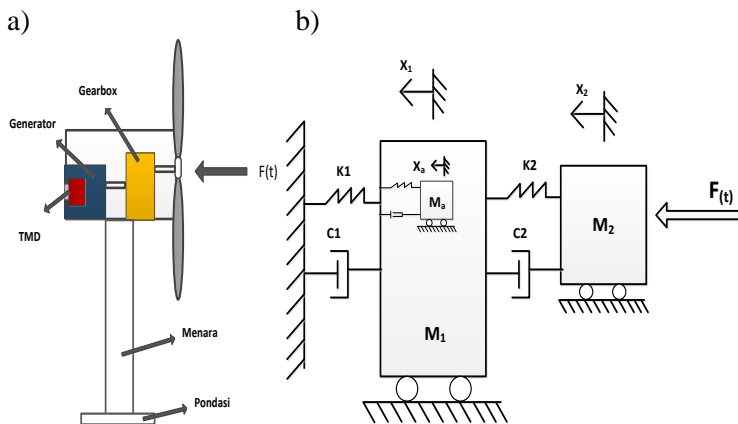 a)
Gearbox
Generator
F(t)
TMD
Menara
Pondasi
b)
X1
X2
K1
Xa
Ma
K2
C1
C2
M1
M2
F(t)